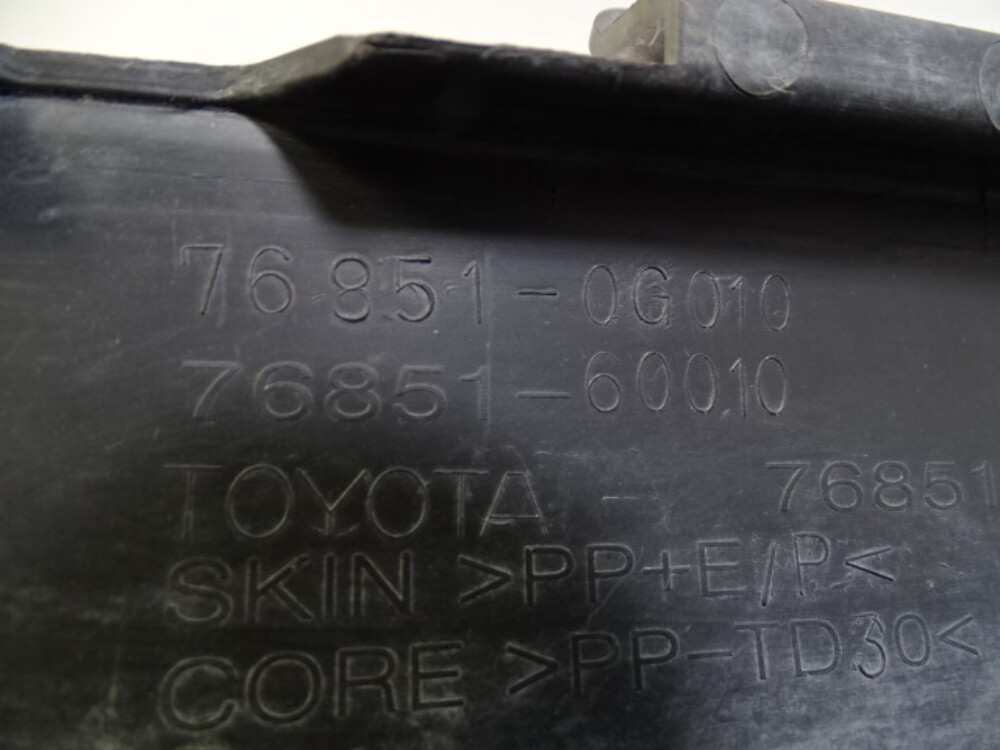 76851-0G010
76851-60010
TOYOTA - 76851
SKIN >PP+E/P<
CORE >PP-TD30<